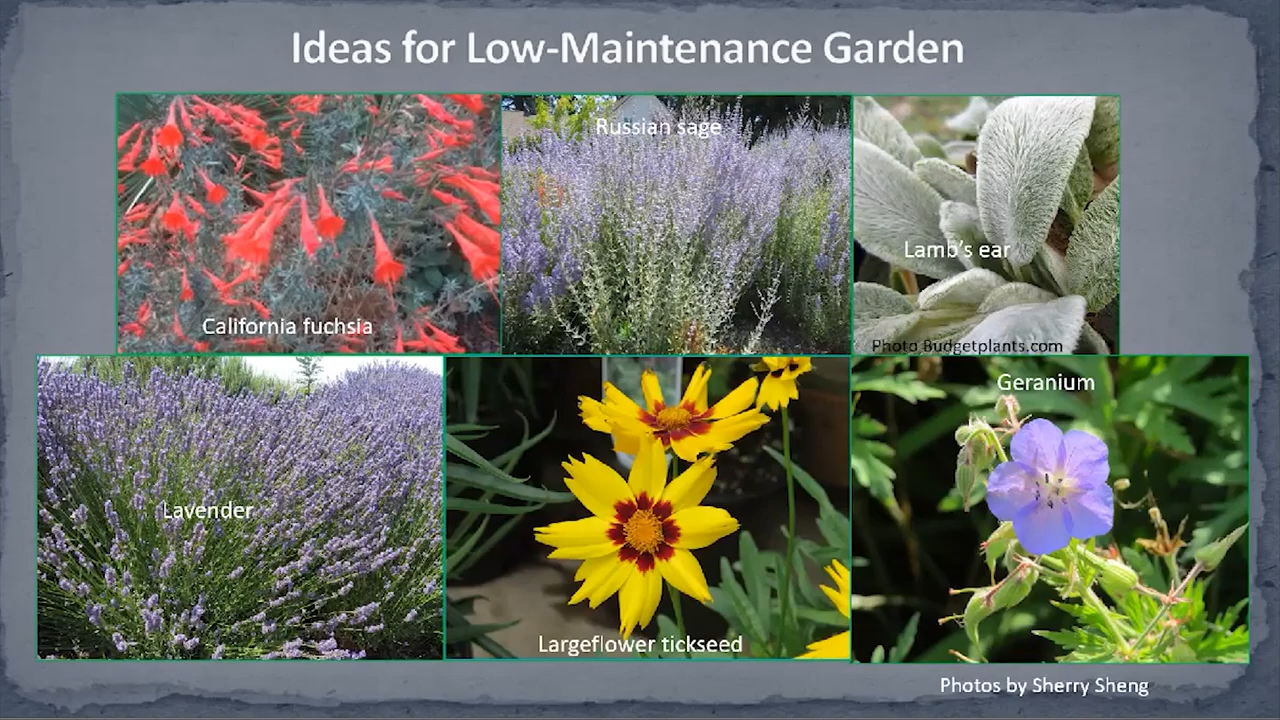 Ideas for Low-Maintenance Garden
California fuchsia
Russian sage
Lamb's ear
Photo Budgetplants.com
Lavender
Largeflower tickseed
Geranium
Photos by Sherry Sheng